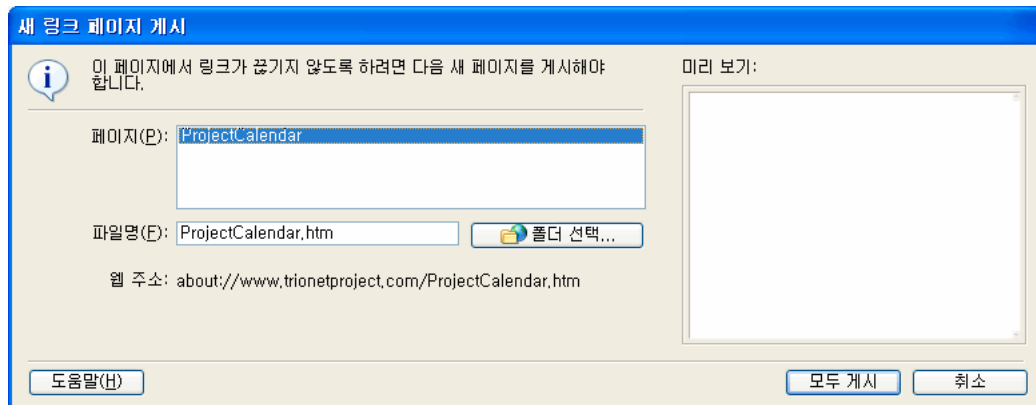 새 링크 페이지 게시
이 페이지에서 링크가 끊기지 않도록 하려면 다음 새 페이지를 게시해야
합니다.
미리 보기:
페이지(P): ProjectCalendar
파일명(F): ProjectCalendar.htm 폴더 선택...
웹 주소: about://www.trionetproject.com/ProjectCalendar.htm
도움말(H) 모두 게시 취소